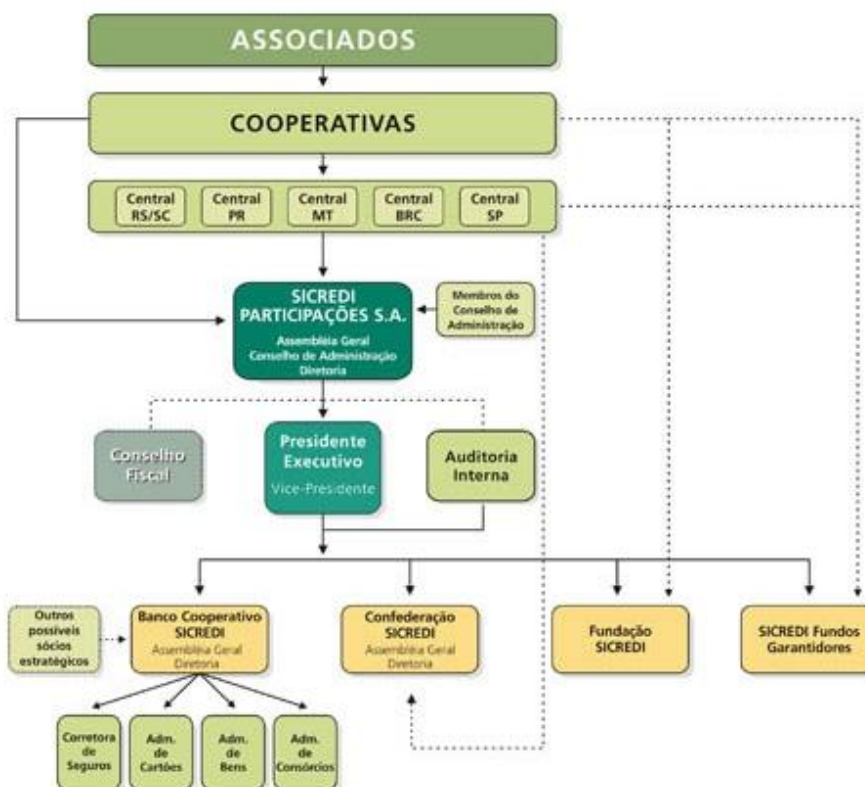 ASSOCIADOS
COOPERATIVAS
Central
RS/SC
Central
PR
Central
MT
Central
BRC
Central
SP
SICREDI
PARTICIPAÇÕES S.A.
Assembléia Geral
Conselho de Administração
Diretoria
Membros do
Conselho de
Administração
Conselho
Fiscal
Presidente
Executivo
Vice-Presidente
Auditoria
Interna
Outros
possíveis
sócios
estratégicos
Banco Cooperativo
SICREDI
Assembléia Geral
Diretoria
Confederação
SICREDI
Assembléia Geral
Diretoria
Fundação
SICREDI
SICREDI Fundos
Garantidores
Corretora
de
Seguros
Adm.
de
Cartões
Adm.
de
Bens
Adm.
de
Consórcios